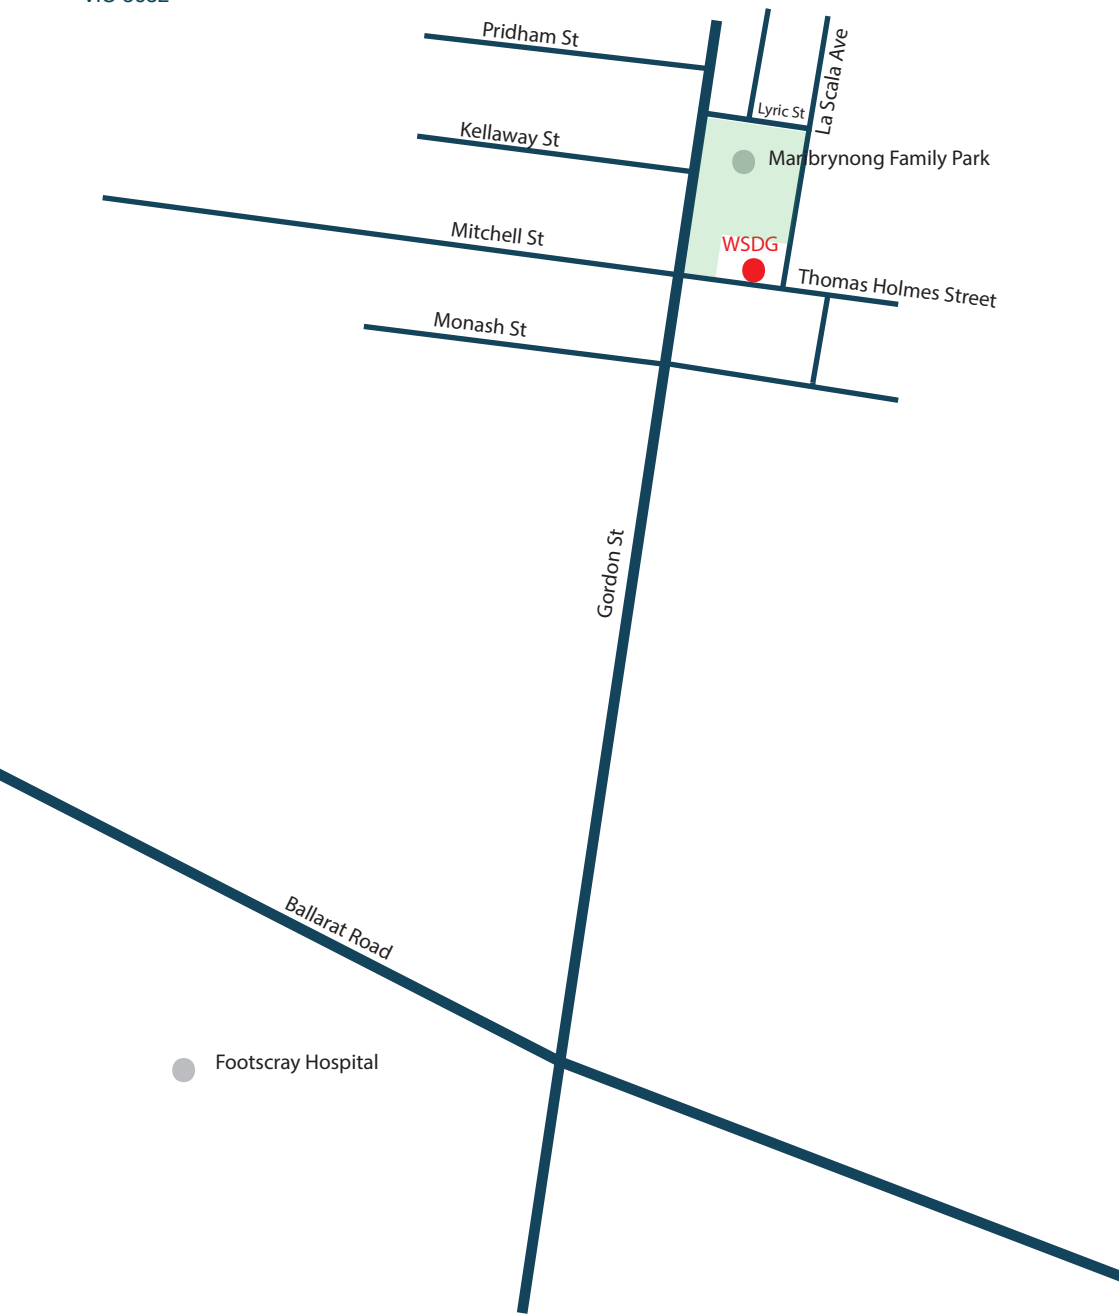 Pridham St
La Scala Ave
Lyric St
Kellaway St
Maribrynong Family Park
Mitchell St
WSDG
Thomas Holmes Street
Monash St
Gordon St
Ballarat Road
Footscray Hospital